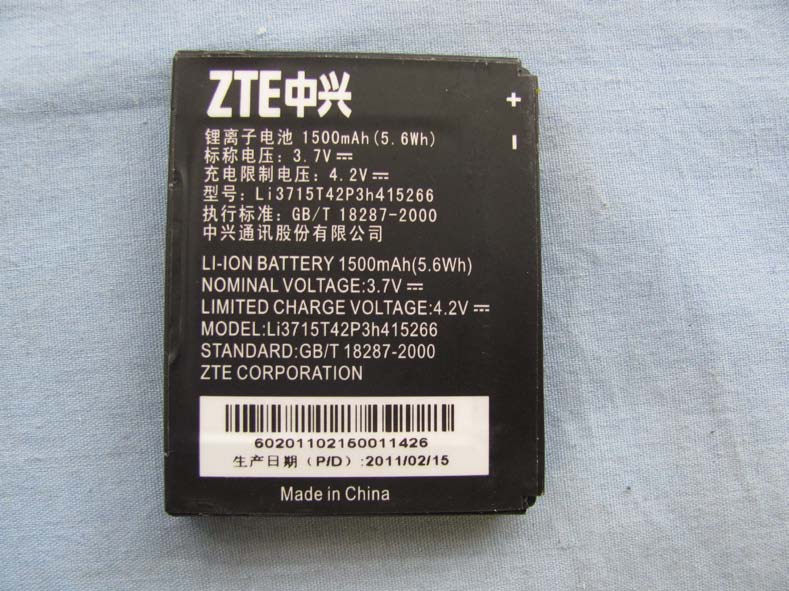 ZTE中兴
+
锂离子电池 1500mAh(5.6Wh)
-
标称电压: 3.7V⎓
充电限制电压: 4.2V⎓
型号: Li3715T42P3h415266
执行标准: GB/T 18287-2000
中兴通讯股份有限公司
LI-ION BATTERY 1500mAh(5.6Wh)
NOMINAL VOLTAGE:3.7V⎓
LIMITED CHARGE VOLTAGE:4.2V⎓
MODEL:Li3715T42P3h415266
STANDARD:GB/T 18287-2000
ZTE CORPORATION
60201102160011426
生产日期 (P/D) :2011/02/15
Made in China